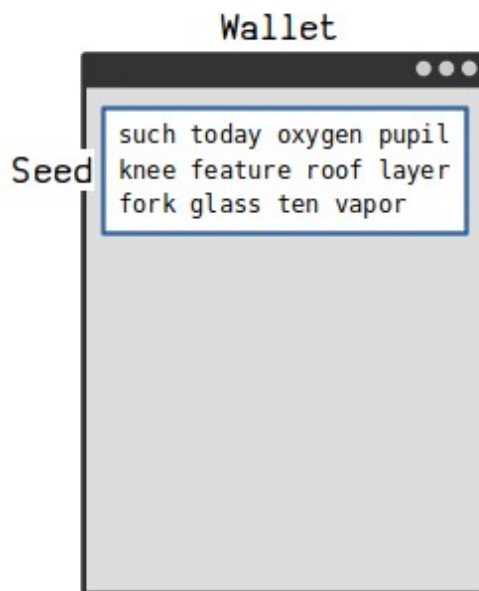 Wallet
Seed
such today oxygen pupil
knee feature roof layer
fork glass ten vapor